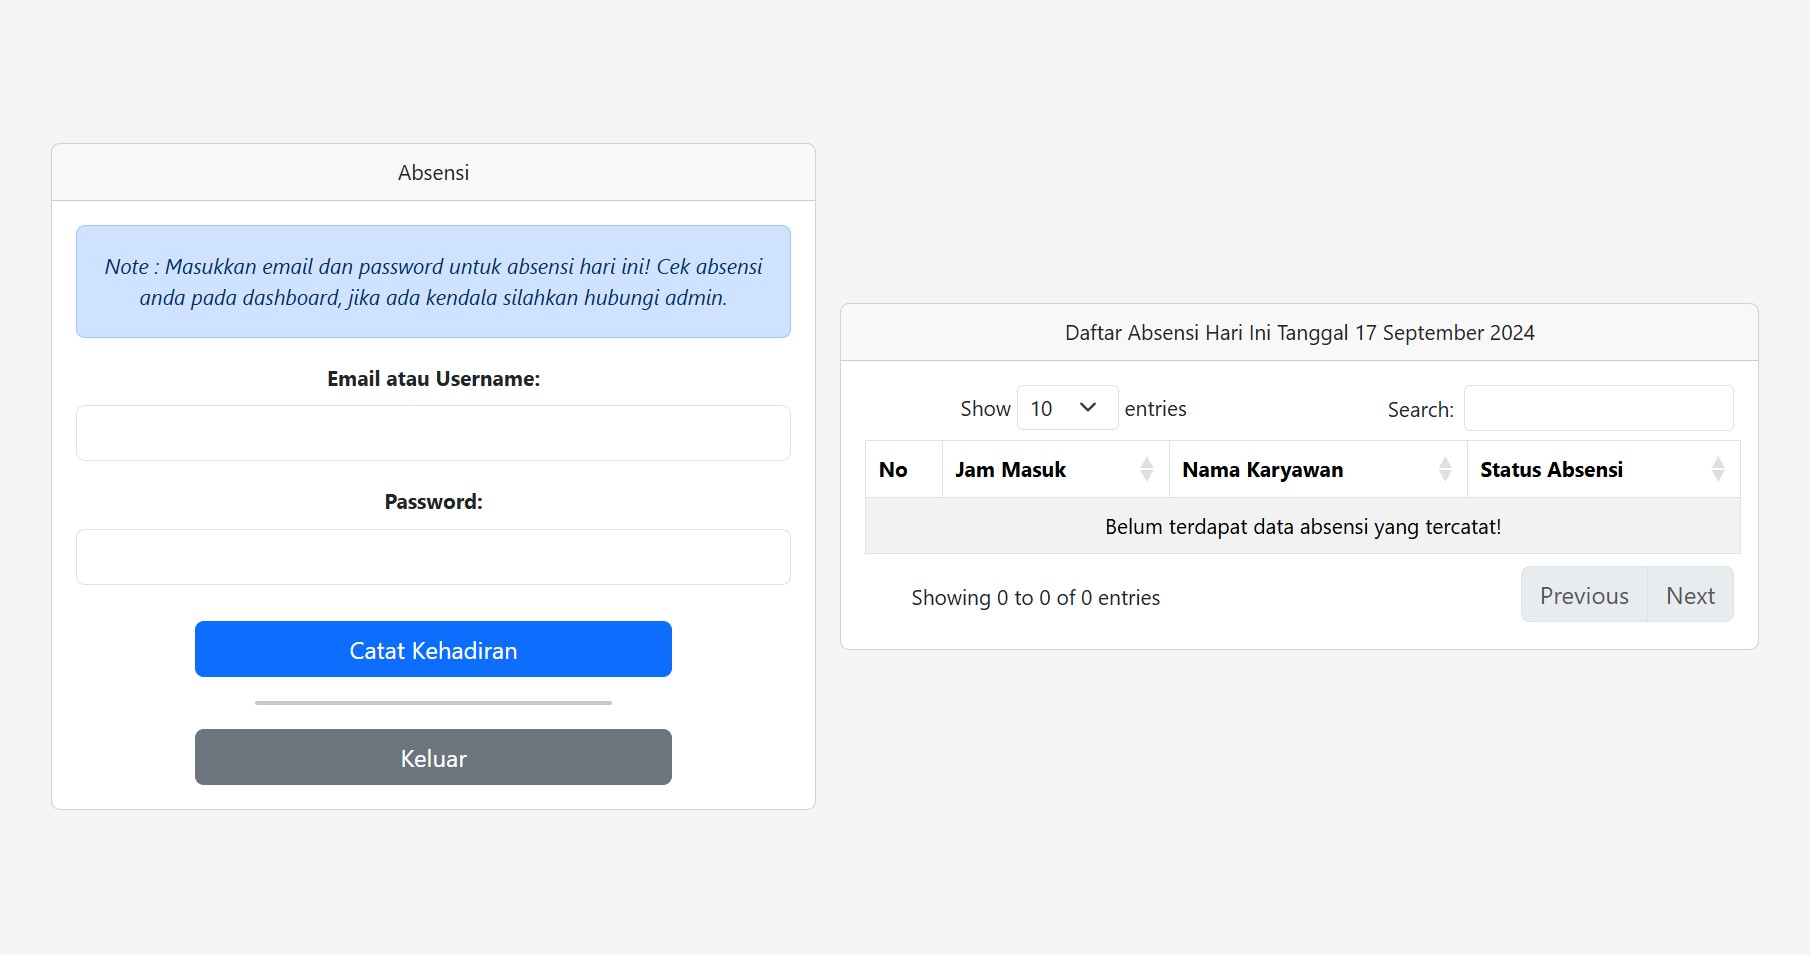 Absensi
Note : Masukkan email dan password untuk absensi hari ini! Cek absensi
anda pada dashboard, jika ada kendala silahkan hubungi admin.
Email atau Username:
Password:
Catat Kehadiran
Keluar
Daftar Absensi Hari Ini Tanggal 17 September 2024
Show 10 entries Search:
No Jam Masuk Nama Karyawan Status Absensi
Belum terdapat data absensi yang tercatat!
Showing 0 to 0 of 0 entries Previous Next